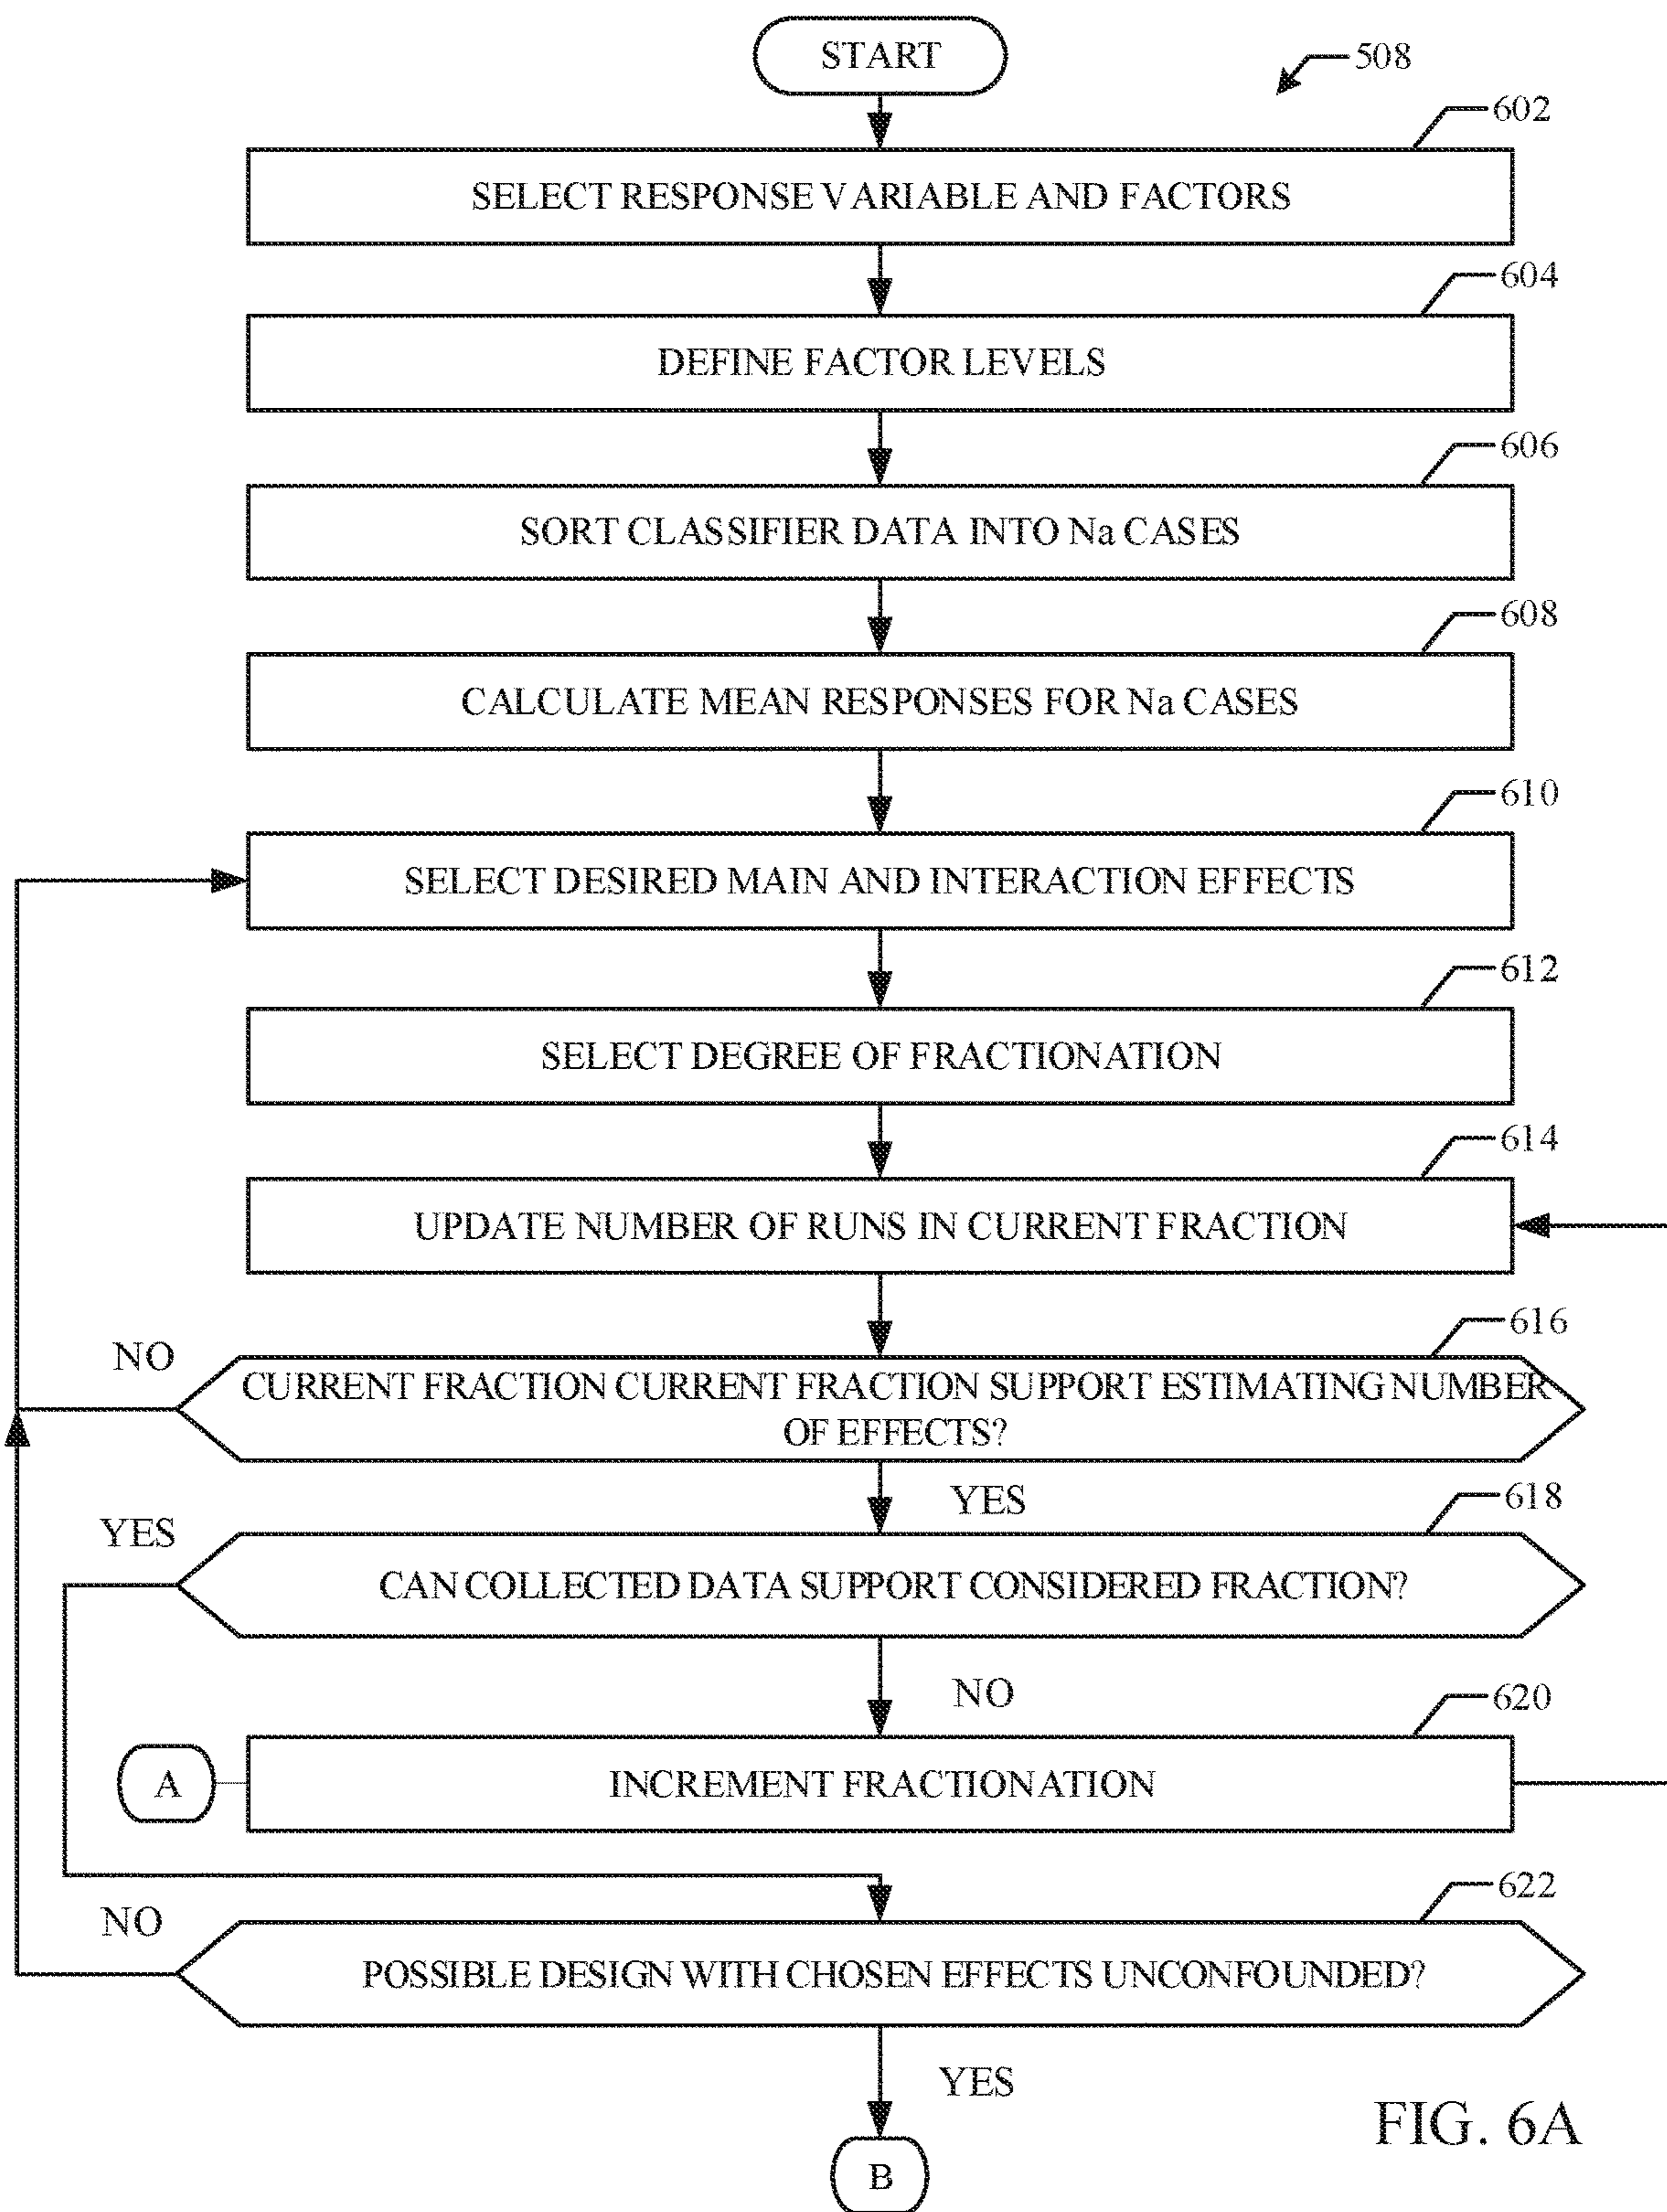 START
508
602
SELECT RESPONSE VARIABLE AND FACTORS
604
DEFINE FACTOR LEVELS
606
SORT CLASSIFIER DATA INTO Na CASES
608
CALCULATE MEAN RESPONSES FOR Na CASES
610
SELECT DESIRED MAIN AND INTERACTION EFFECTS
612
SELECT DEGREE OF FRACTIONATION
614
UPDATE NUMBER OF RUNS IN CURRENT FRACTION
616
NO
CURRENT FRACTION CURRENT FRACTION SUPPORT ESTIMATING NUMBER
OF EFFECTS?
YES
618
YES
CAN COLLECTED DATA SUPPORT CONSIDERED FRACTION?
NO
620
A
INCREMENT FRACTIONATION
622
NO
POSSIBLE DESIGN WITH CHOSEN EFFECTS UNCONFOUNDED?
YES
FIG. 6A
B